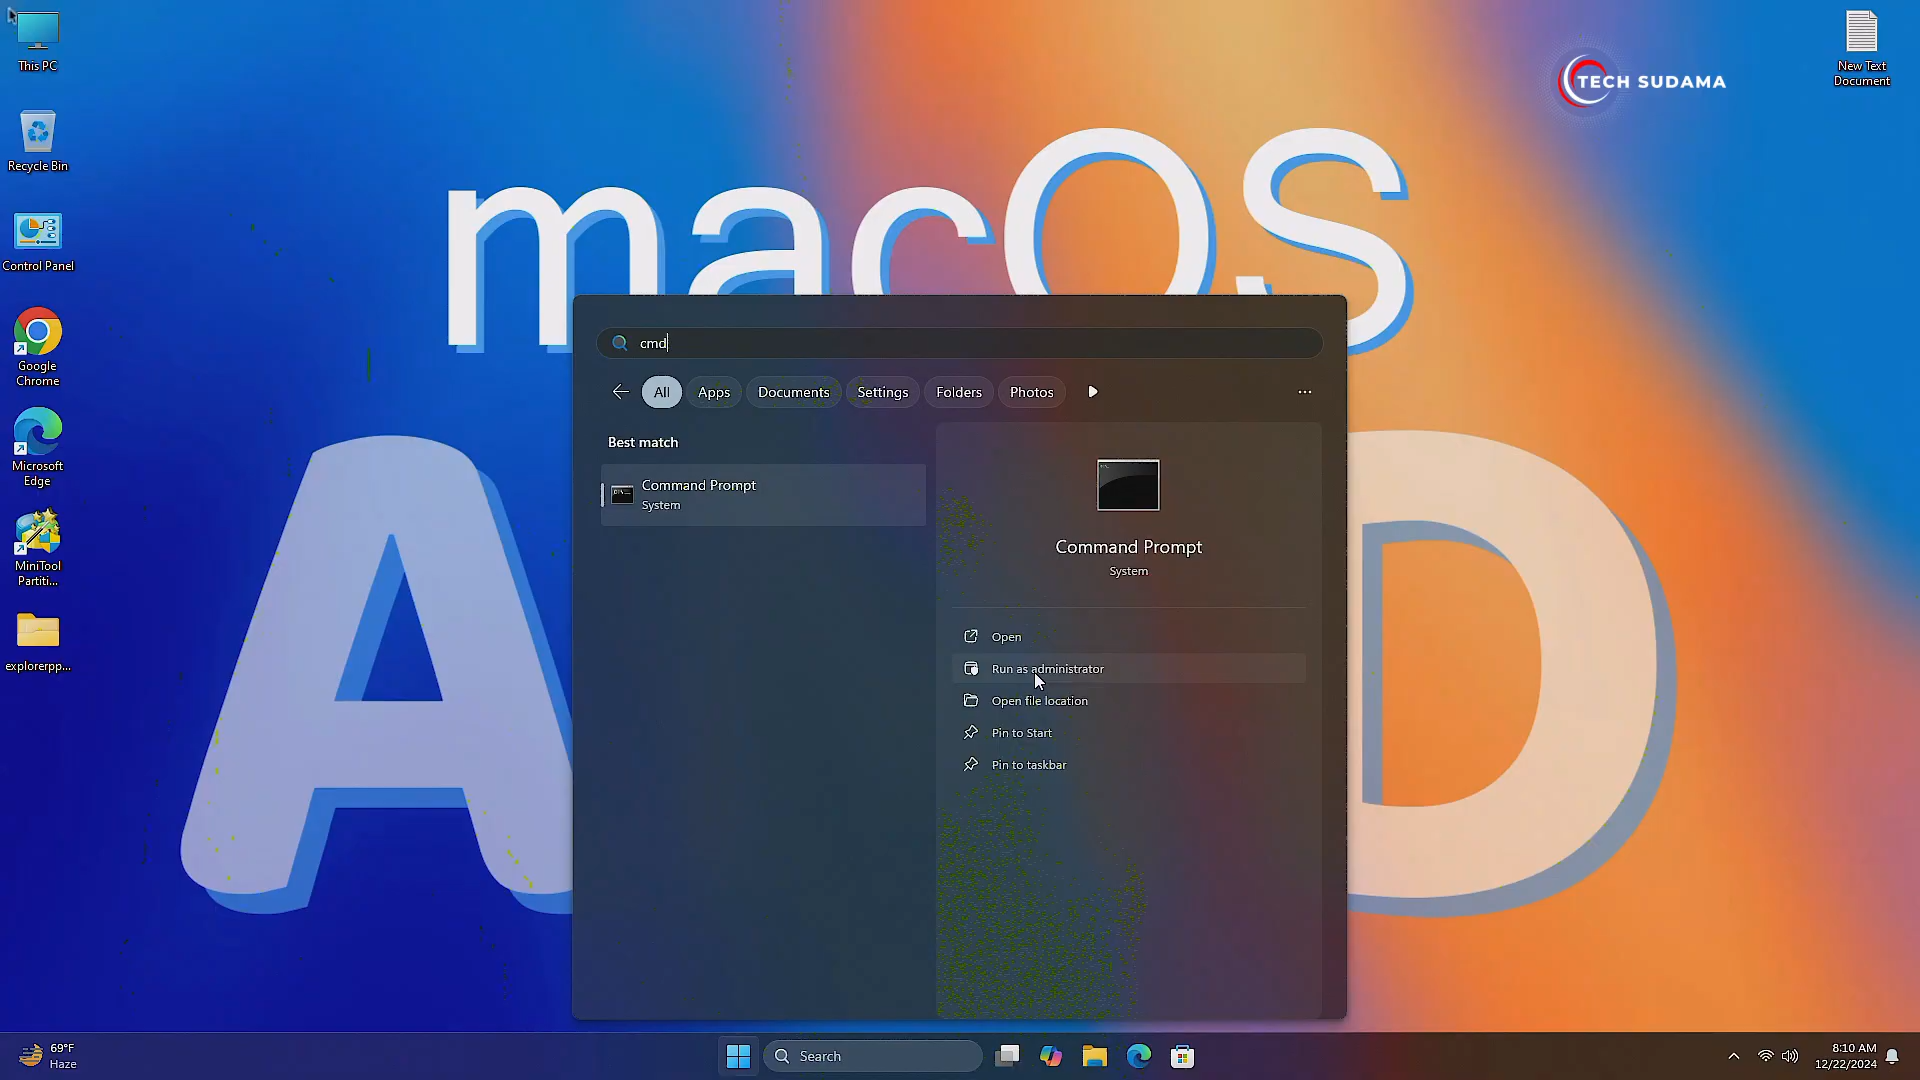 This PC
Recycle Bin
Control Panel
Google
Chrome
Microsoft
Edge
MiniTool
Partiti...
explorerpp...
New Text
Document
TECH SUDAMA
macOS
cmd
All
Apps
Documents
Settings
Folders
Photos
Best match
Command Prompt
System
Command Prompt
System
Open
Run as administrator
Open file location
Pin to Start
Pin to taskbar
A
D
69°F
Haze
Search
8:10 AM
12/22/2024